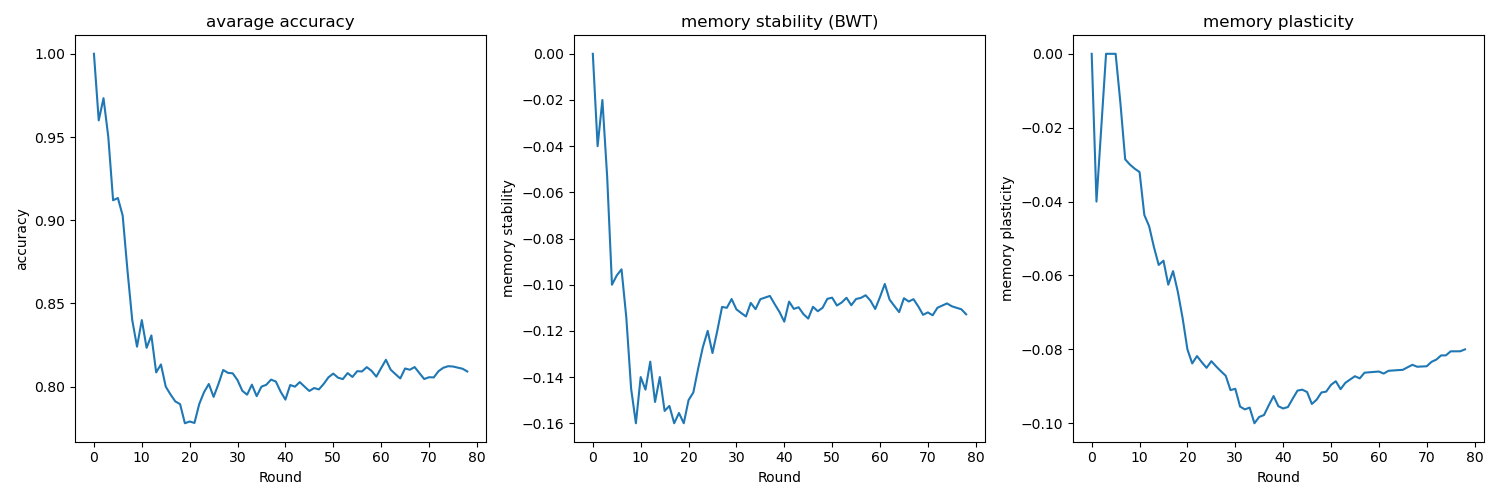 avarage accuracy
accuracy
1.00
0.95
0.90
0.85
0.80
0 10 20 30 40 50 60 70 80
Round
memory stability (BWT)
memory stability
0.00
−0.02
−0.04
−0.06
−0.08
−0.10
−0.12
−0.14
−0.16
0 10 20 30 40 50 60 70 80
Round
memory plasticity
memory plasticity
0.00
−0.02
−0.04
−0.06
−0.08
−0.10
0 10 20 30 40 50 60 70 80
Round